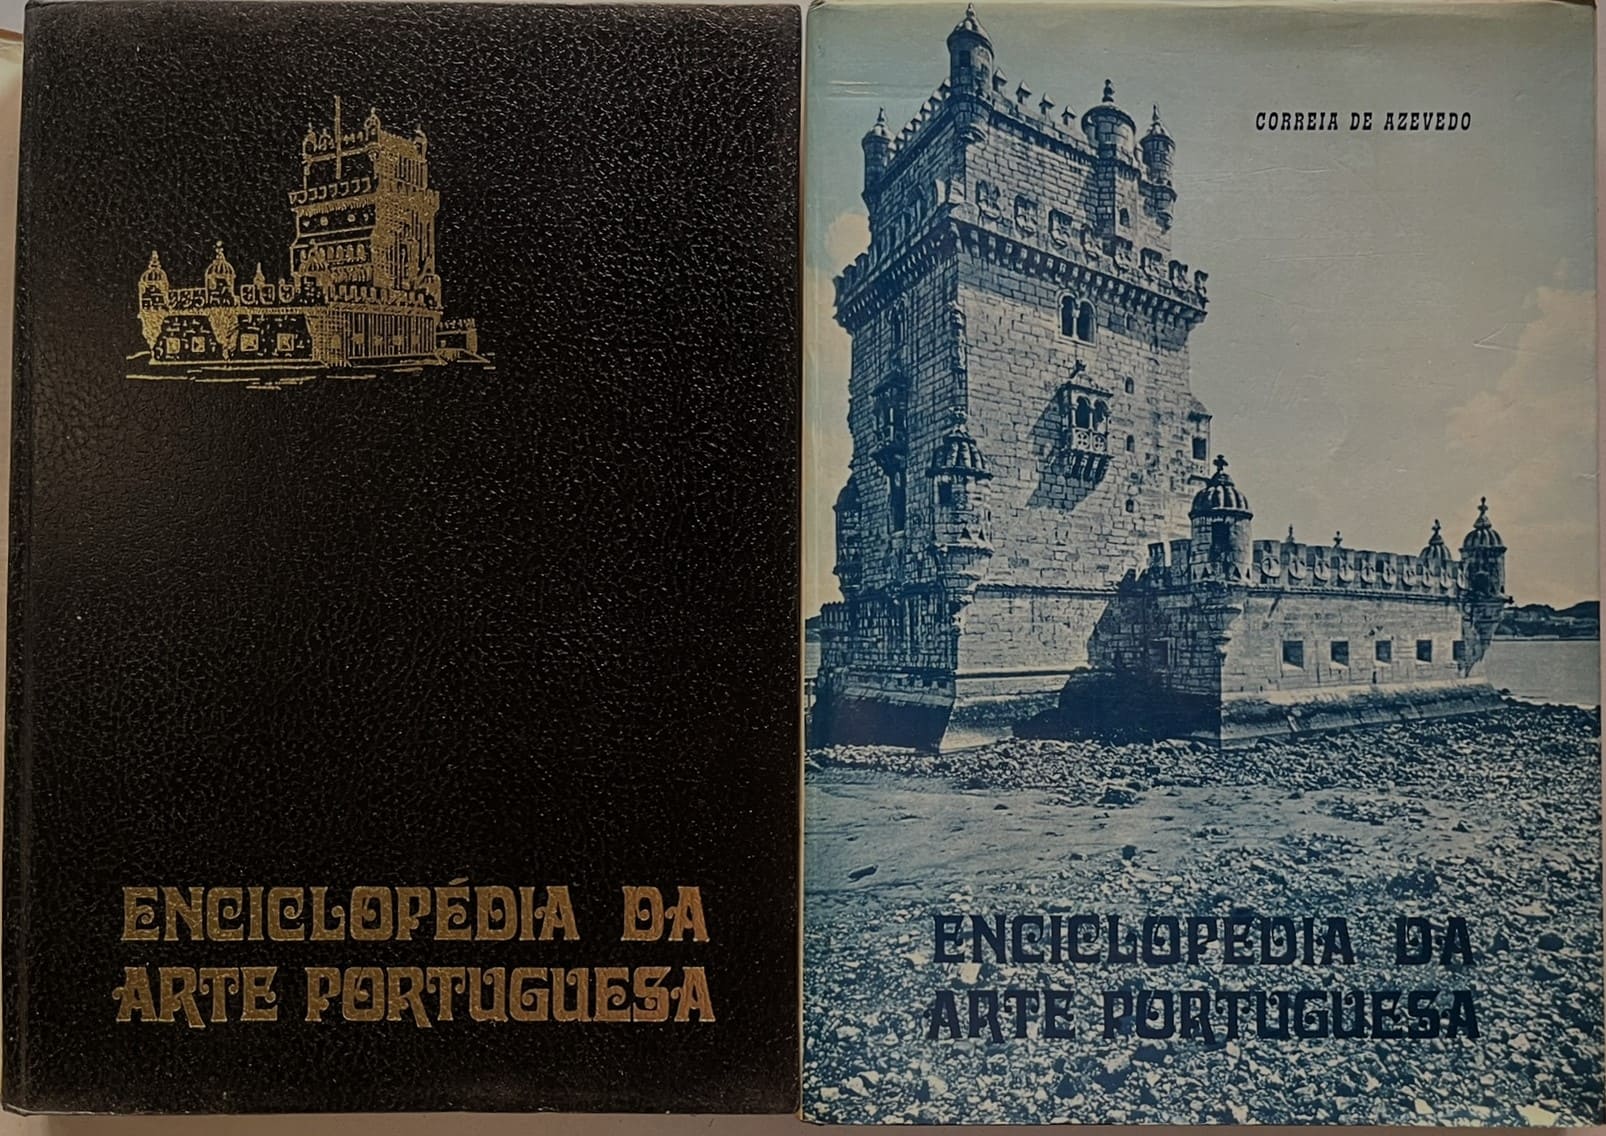 ENCICLOPÉDIA DA
ARTE PORTUGUESA
CORREIA DE AZEVEDO
ENCICLOPÉDIA DA
ARTE PORTUGUESA